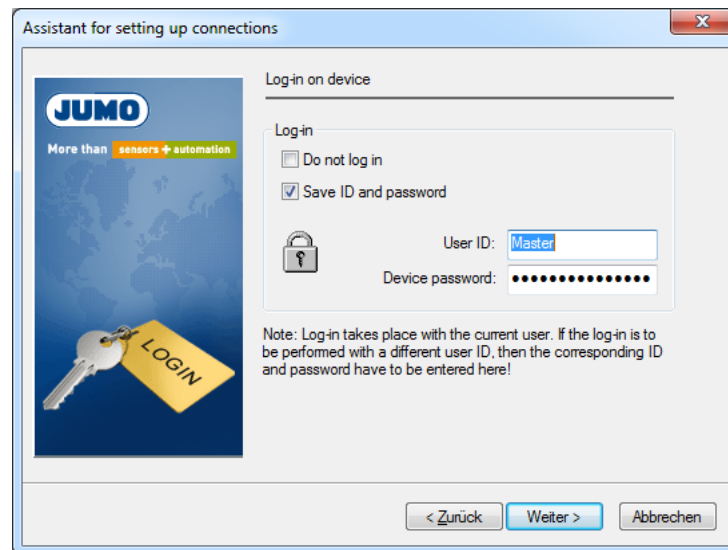 Assistant for setting up connections
JUMO
More than sensors + automation
LOGIN
Log-in on device
Log-in
Do not log in
Save ID and password
User ID: Master
Device password: ●●●●●●●●●●●●●●●
Note: Log-in takes place with the current user. If the log-in is to
be performed with a different user ID, then the corresponding ID
and password have to be entered here!
< Zurück Weiter > Abbrechen